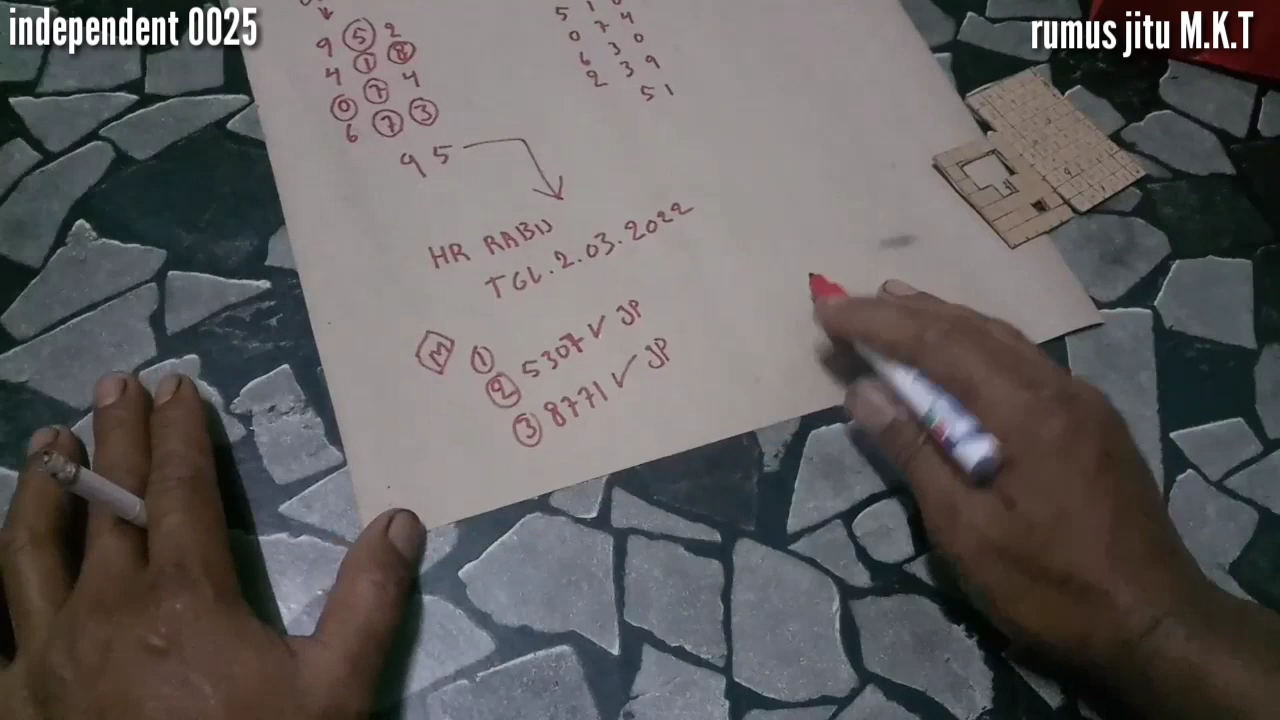 independent 0025
rumus jitu M.K.T
9 5 2
4 1 8
0 7 4
6 7 3
9 5
5 1
0 7 4
6 3 0
2 3 9
5 1
HR RABU
TGL. 2.03.2022
M 1
2 5307 ✓ JP
3 8771 ✓ JP